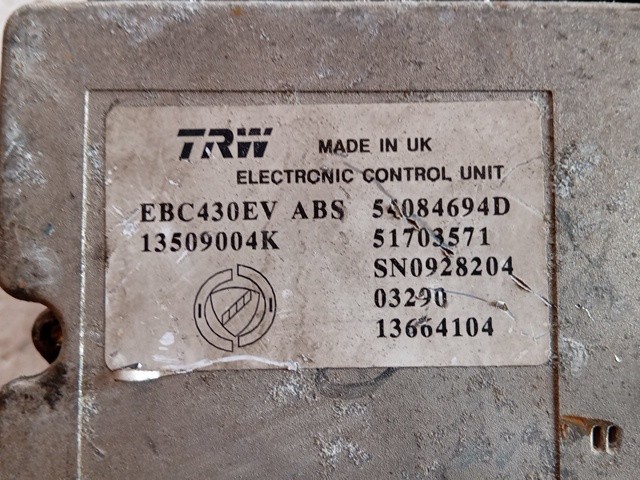 TRW MADE IN UK
ELECTRONIC CONTROL UNIT
EBC430EV ABS 54084694D
13509004K 51703571
SN0928204
03290
13664104